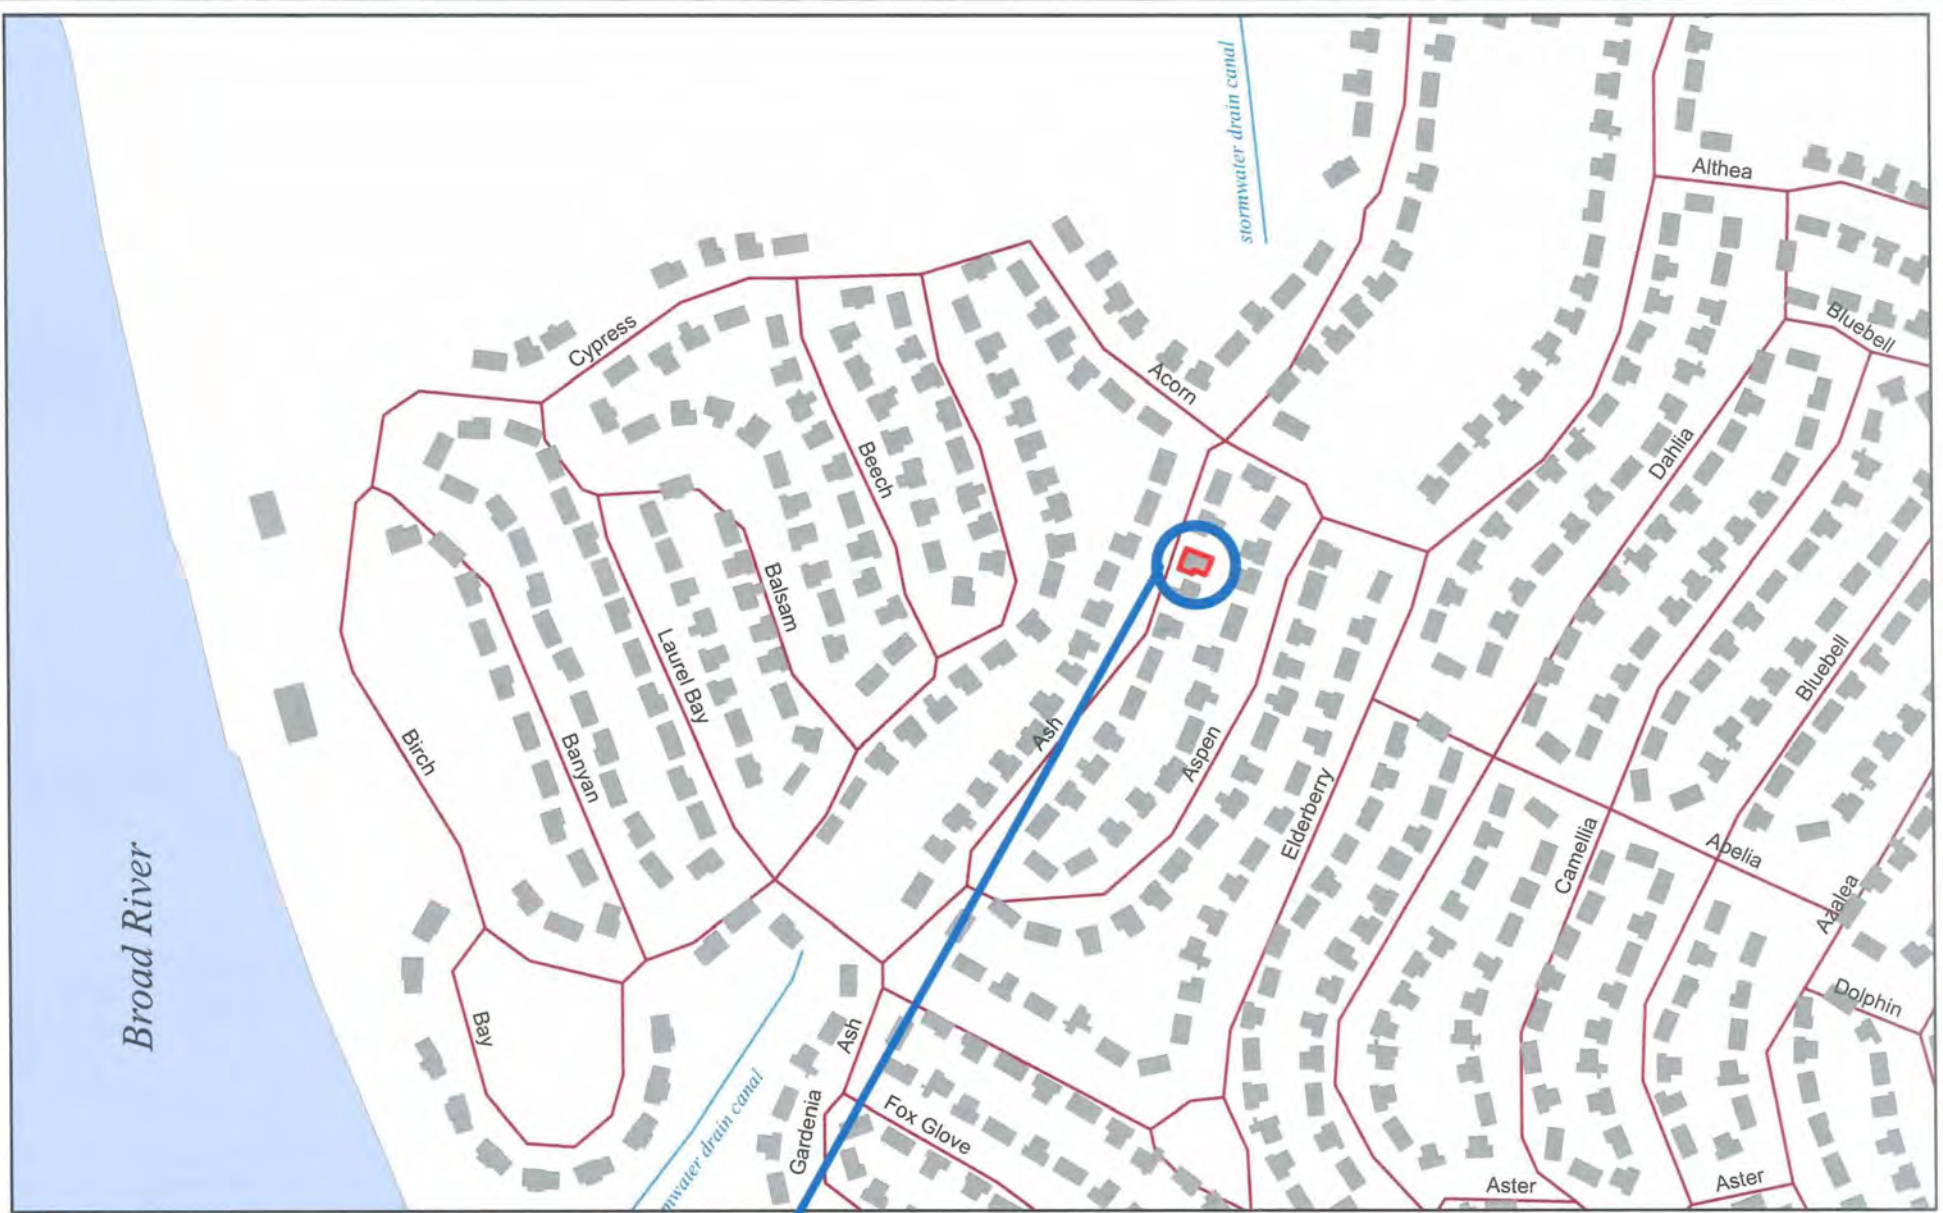 stormwater drain canal
Althea
Bluebell
Cypress
Acorn
Dahlia
Beech
Balsam
Laurel Bay
Bluebell
Birch
Banyan
Ash
Aspen
Elderberry
Camellia
Abelia
Azalea
Broad River
Dolphin
Bay
Ash
mwater drain canal
Gardenia
Fox Glove
Aster
Aster